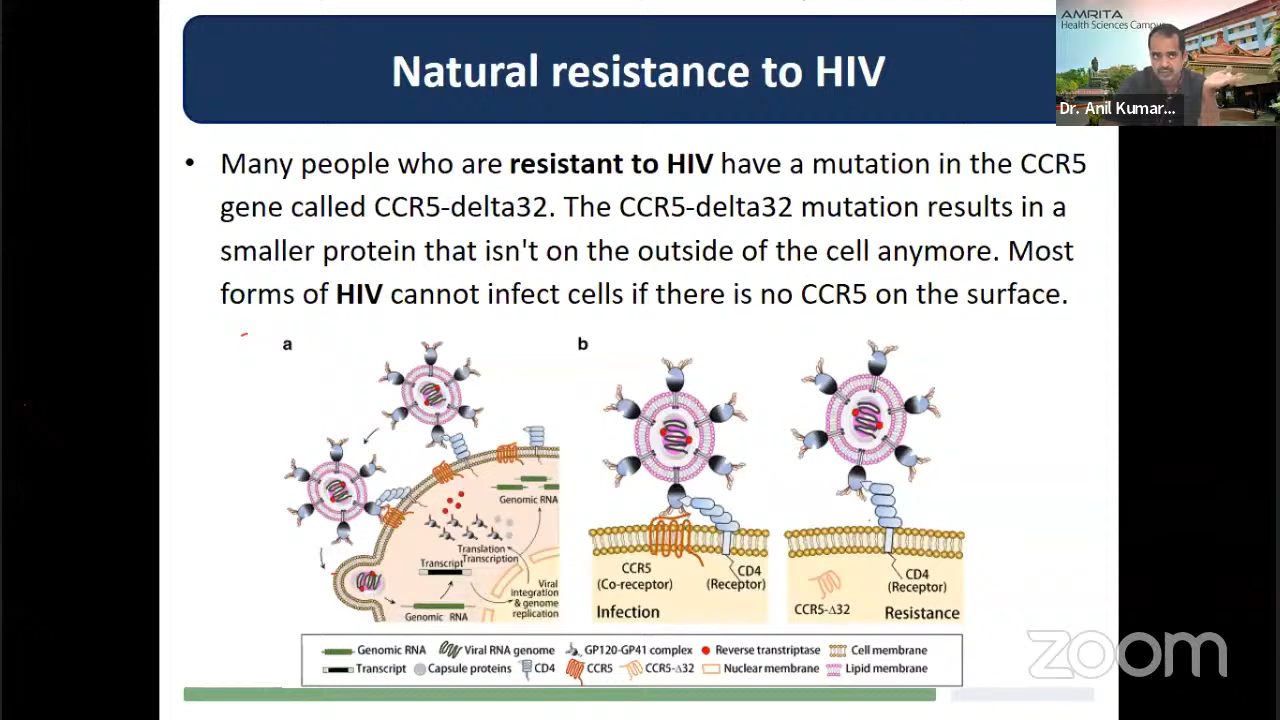 Natural resistance to HIV
AMRITA
Health Sciences Campus
Dr. Anil Kumar...
• Many people who are resistant to HIV have a mutation in the CCR5
gene called CCR5-delta32. The CCR5-delta32 mutation results in a
smaller protein that isn't on the outside of the cell anymore. Most
forms of HIV cannot infect cells if there is no CCR5 on the surface.
a
Genomic RNA
Translation
Transcription
Transcript
Viral
integration
& genome
replication
Genomic RNA
b
CCR5
(Co-receptor)
CD4
(Receptor)
Infection
CCR5-Δ32
CD4
(Receptor)
Resistance
Genomic RNA Viral RNA genome GP120-GP41 complex Reverse transtriptase Cell membrane
Transcript Capsule proteins CD4 CCR5 CCR5-Δ32 Nuclear membrane Lipid membrane
zoom